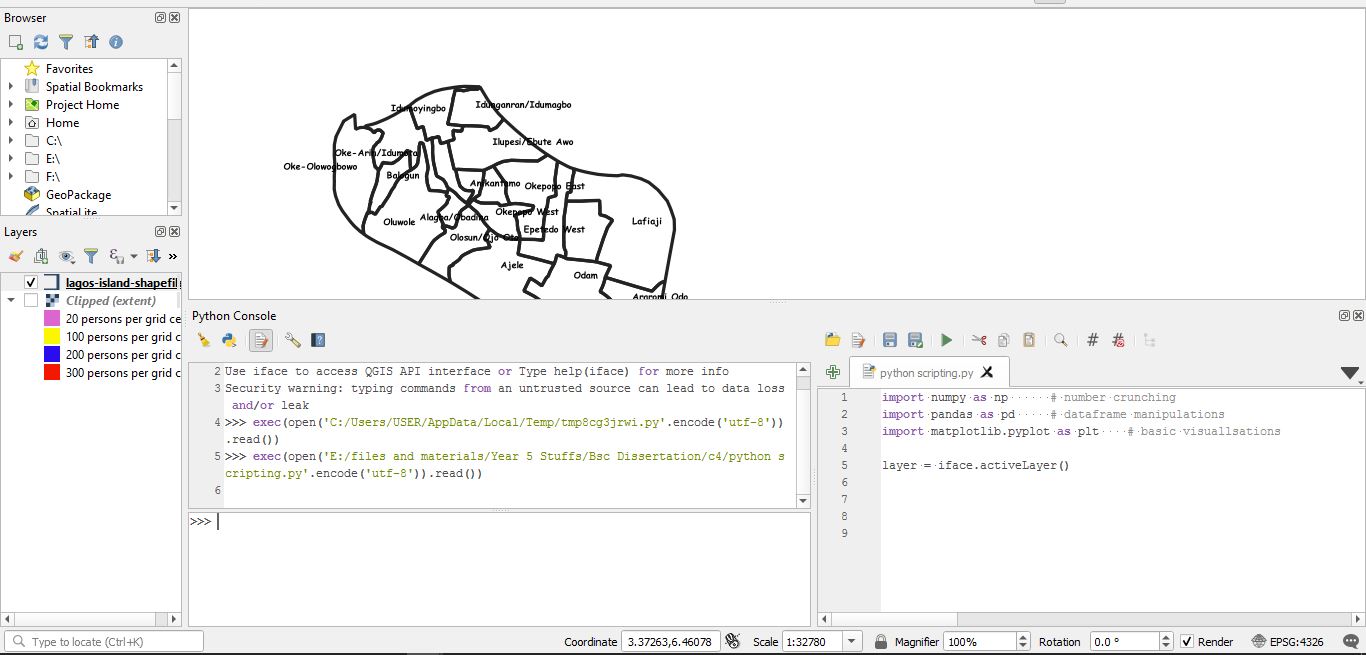 Browser
Favorites
Spatial Bookmarks
Project Home
Home
C:\
E:\
F:\
GeoPackage
SpatiaLite
Layers
lagos-island-shapefil
Clipped (extent)
20 persons per grid ce
100 persons per grid c
200 persons per grid c
300 persons per grid c
Idumoyingbo
Idunganran/Idumagbo
Ilupesi/Ebute Awo
Oke-Arin/Idumota
Oke-Olowogbowo
Balogun
Anikantamo
Okepopo East
Okepopo West
Oluwole
Alagba/Obadina
Lafiaji
Epetedo West
Olosun/Ojo Oto
Ajele
Odam
Araromi Odo
Python Console
2 Use iface to access QGIS API interface or Type help(iface) for more info
3 Security warning: typing commands from an untrusted source can lead to data loss
and/or leak
4 >>> exec(open('C:/Users/USER/AppData/Local/Temp/tmp8cg3jrwi.py'.encode('utf-8'))
.read())
5 >>> exec(open('E:/files and materials/Year 5 Stuffs/Bsc Dissertation/c4/python s
cripting.py'.encode('utf-8')).read())
6
>>>
python scripting.py
1 import numpy as np······# number crunching
2 import pandas as pd·····# dataframe manipulations
3 import matplotlib.pyplot as plt····# basic visuallsations
4
5 layer = iface.activeLayer()
6
7
8
9
Type to locate (Ctrl+K)
Coordinate 3.37263,6.46078 Scale 1:32780 Magnifier 100% Rotation 0.0 ° Render EPSG:4326